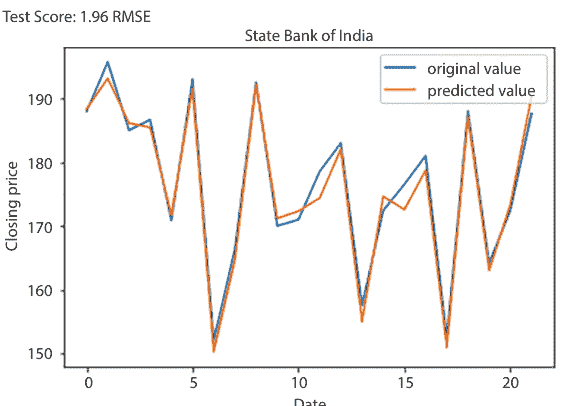 Test Score: 1.96 RMSE
State Bank of India
original value
predicted value
190
180
170
160
150
Closing price
0 5 10 15 20
Date